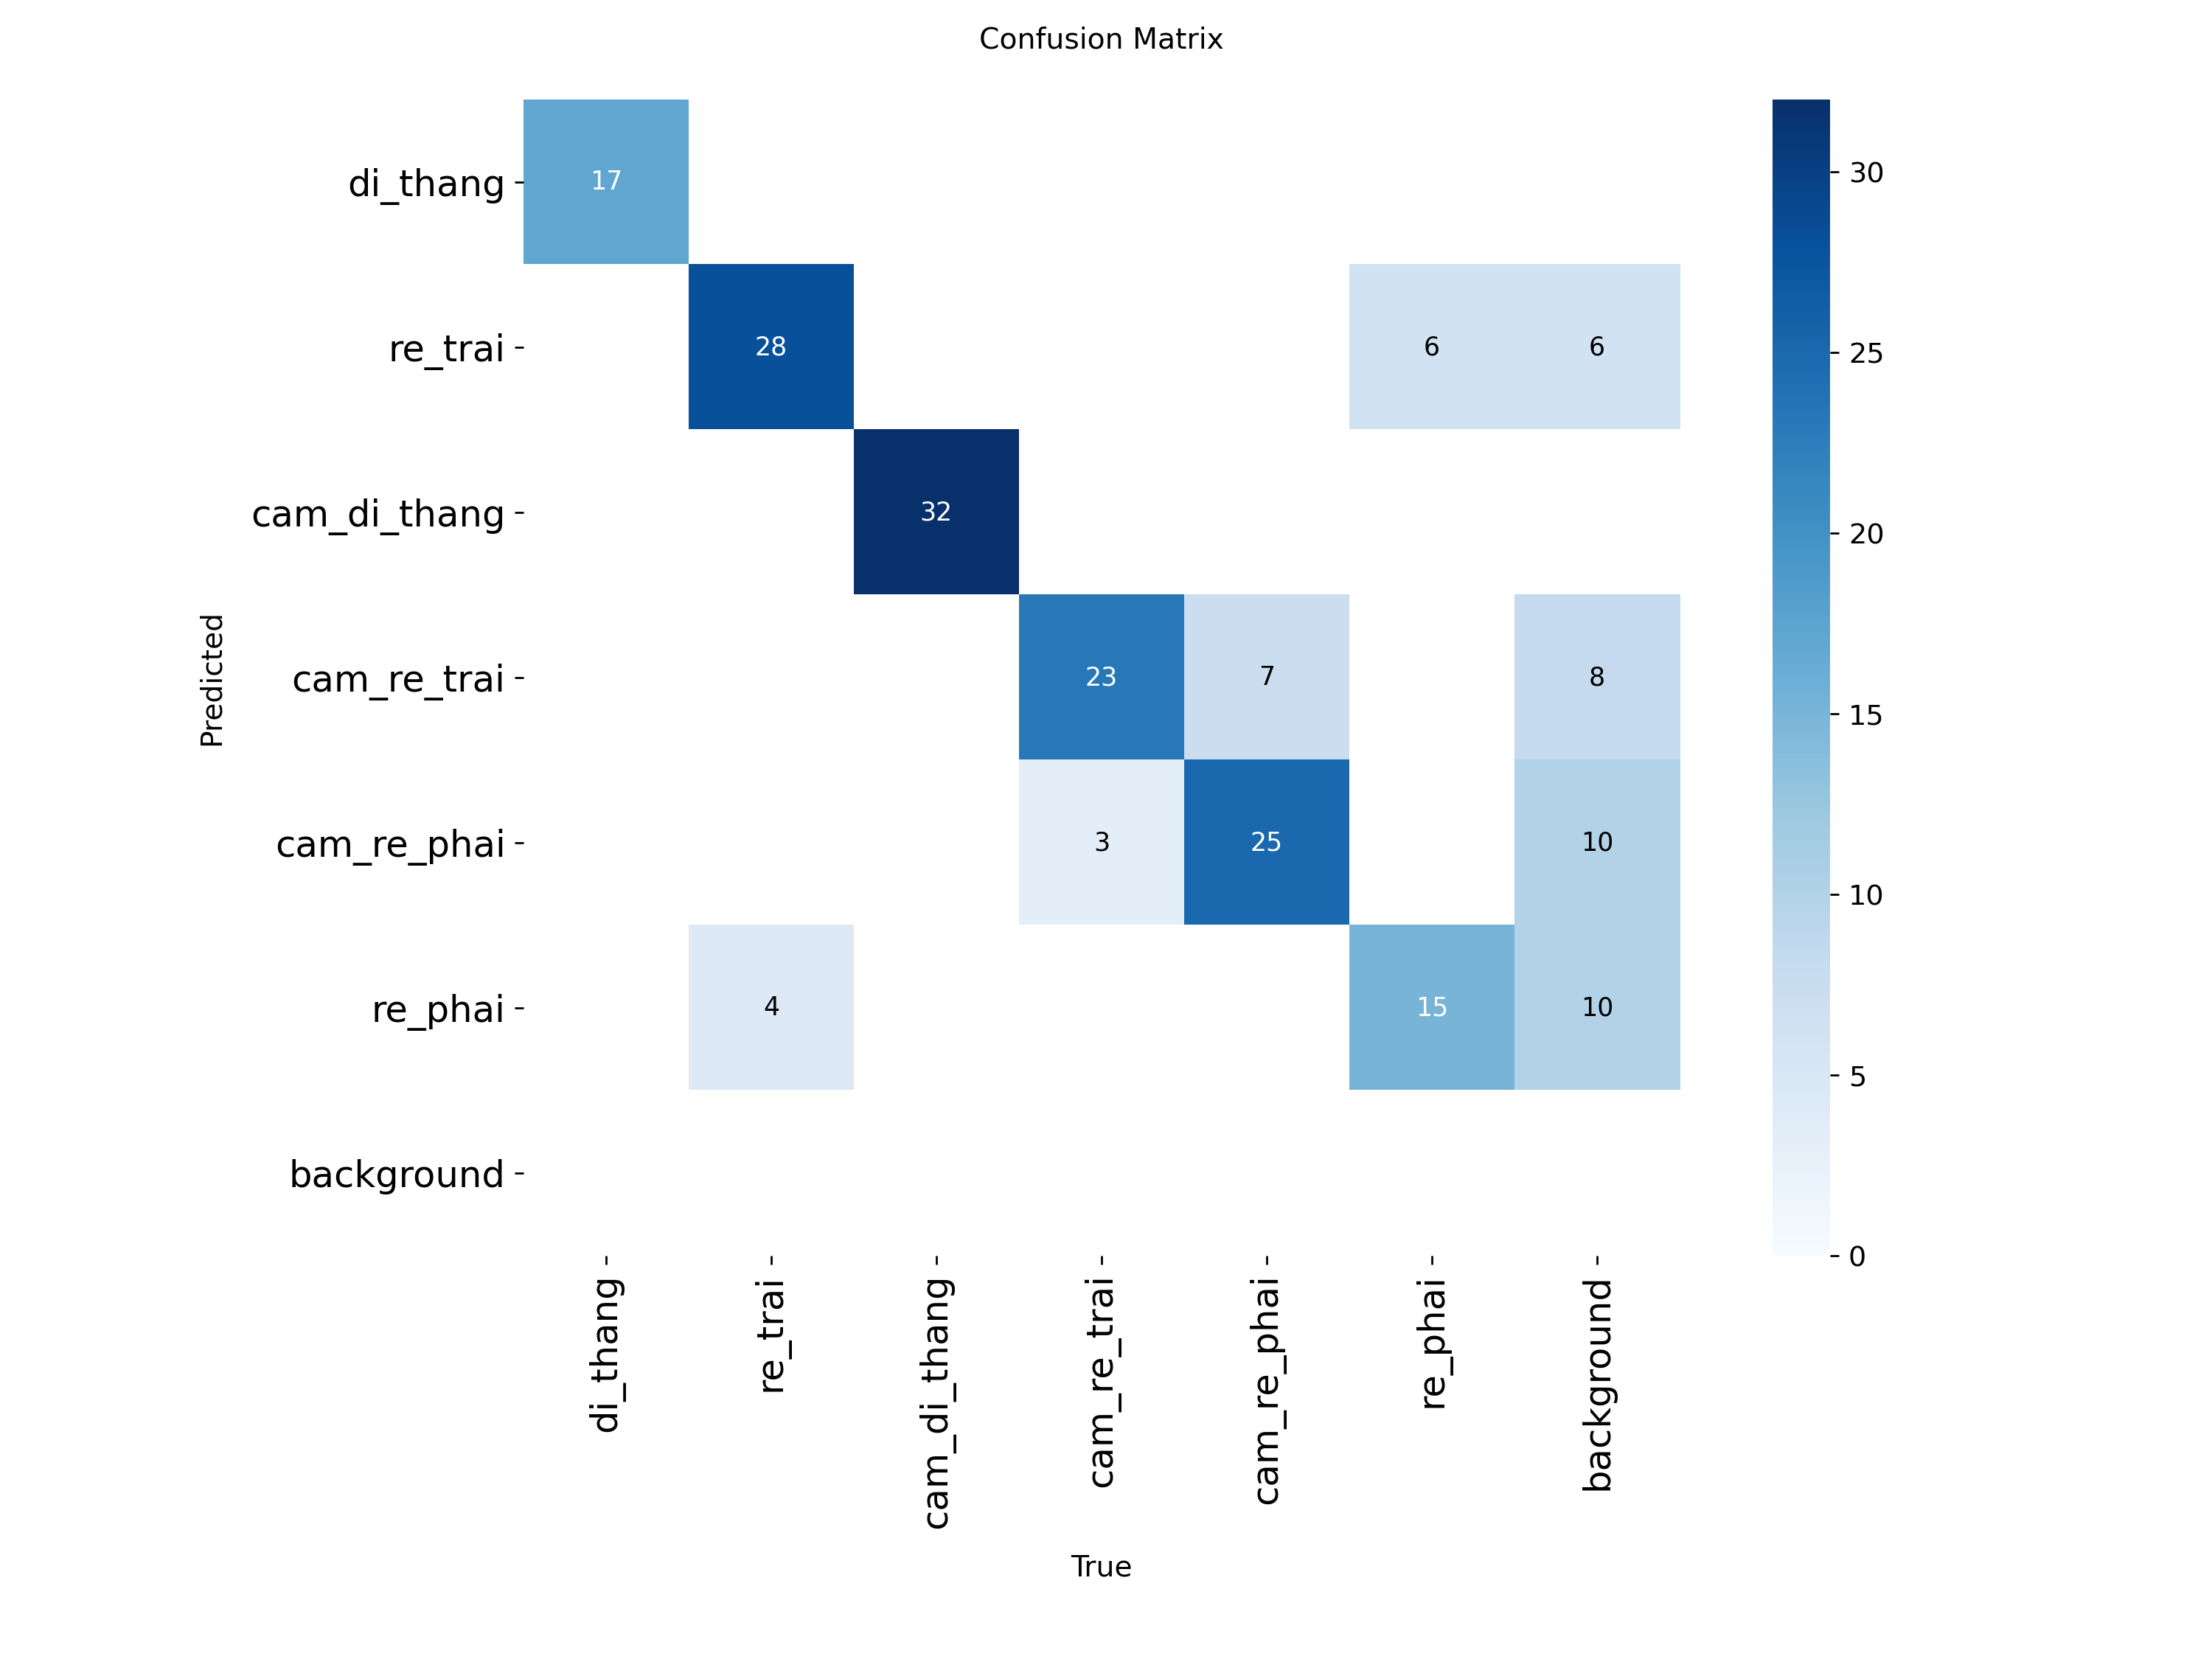 Confusion Matrix
di_thang 17
re_trai 28 6 6
cam_di_thang 32
cam_re_trai 23 7 8
cam_re_phai 3 25 10
re_phai 4 15 10
background
Predicted
di_thang re_trai cam_di_thang cam_re_trai cam_re_phai re_phai background
True
30
25
20
15
10
5
0